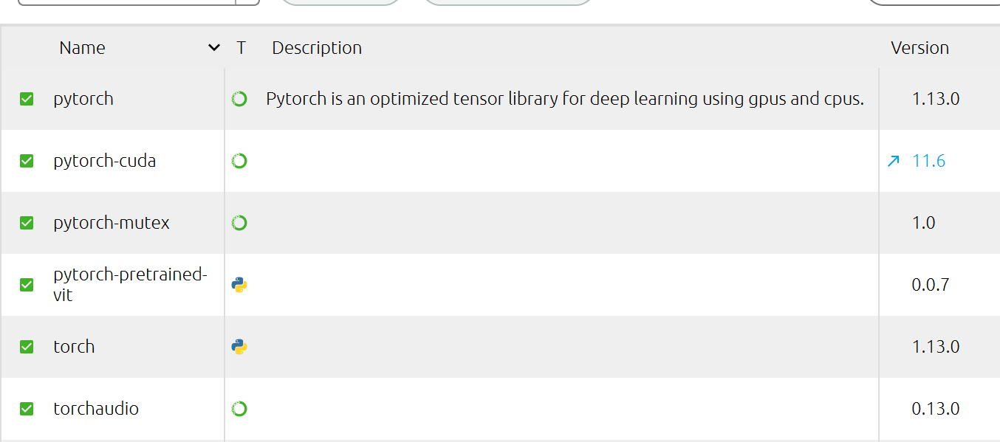 Name T Description Version
pytorch Pytorch is an optimized tensor library for deep learning using gpus and cpus. 1.13.0
pytorch-cuda 11.6
pytorch-mutex 1.0
pytorch-pretrained-
vit 0.0.7
torch 1.13.0
torchaudio 0.13.0